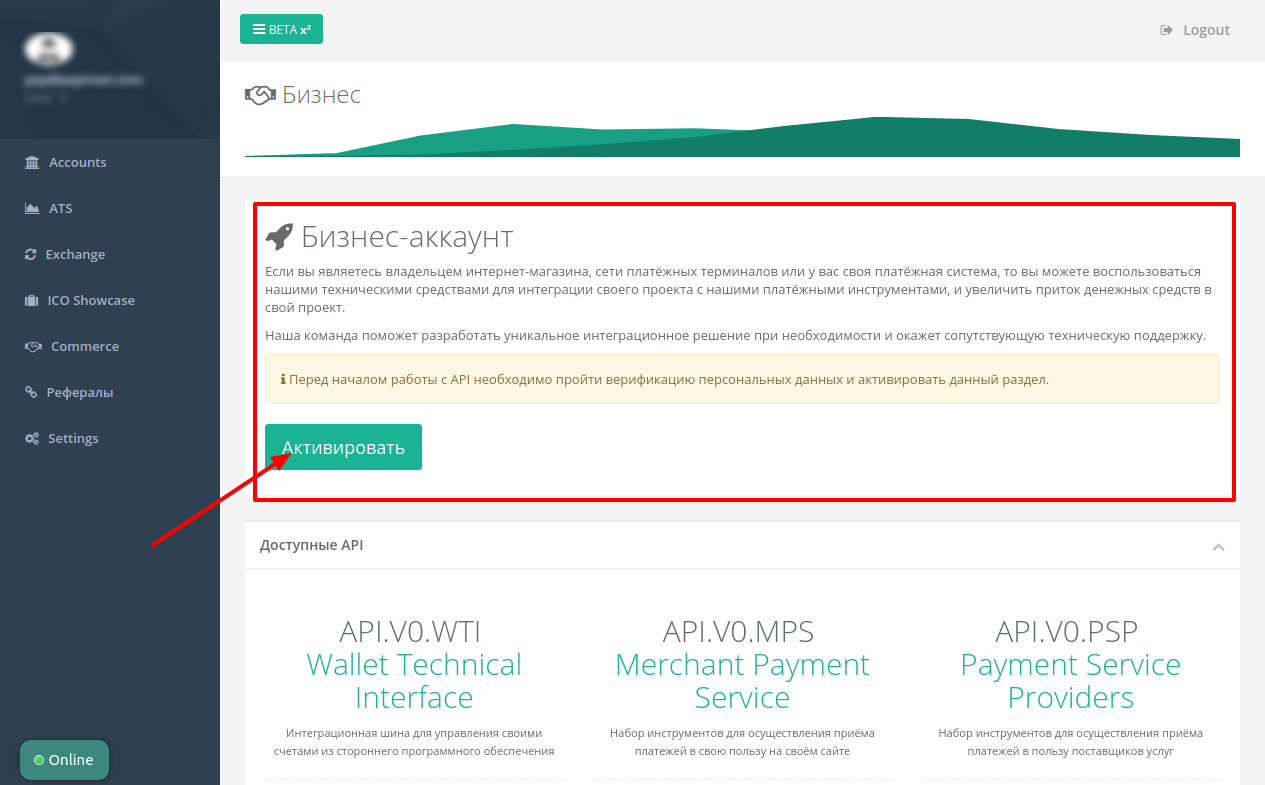 BETA x²
Logout
Accounts
ATS
Exchange
ICO Showcase
Commerce
Рефералы
Settings
Online
Бизнес
Бизнес-аккаунт
Если вы являетесь владельцем интернет-магазина, сети платёжных терминалов или у вас своя платёжная система, то вы можете воспользоваться
нашими техническими средствами для интеграции своего проекта с нашими платёжными инструментами, и увеличить приток денежных средств в
свой проект.
Наша команда поможет разработать уникальное интеграционное решение при необходимости и окажет сопутствующую техническую поддержку.
Перед началом работы с API необходимо пройти верификацию персональных данных и активировать данный раздел.
Активировать
Доступные API
API.V0.WTI
Wallet Technical
Interface
Интеграционная шина для управления своими
счетами из стороннего программного обеспечения
API.V0.MPS
Merchant Payment
Service
Набор инструментов для осуществления приёма
платежей в свою пользу на своём сайте
API.V0.PSP
Payment Service
Providers
Набор инструментов для осуществления приёма
платежей в пользу поставщиков услуг